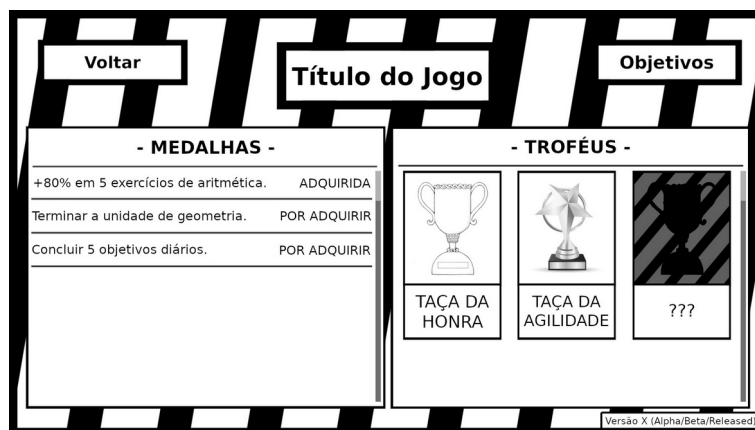 Voltar
Título do Jogo
Objetivos
- MEDALHAS -
+80% em 5 exercícios de aritmética. ADQUIRIDA
Terminar a unidade de geometria. POR ADQUIRIR
Concluir 5 objetivos diários. POR ADQUIRIR
- TROFÉUS -
TAÇA DA
HONRA
TAÇA DA
AGILIDADE
???
Versão X (Alpha/Beta/Released)